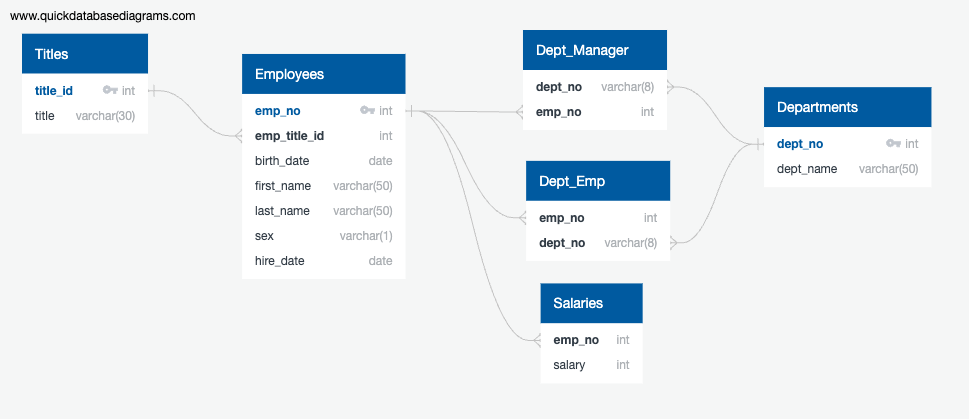 www.quickdatabasediagrams.com
Titles
title_id int
title varchar(30)
Employees
emp_no int
emp_title_id int
birth_date date
first_name varchar(50)
last_name varchar(50)
sex varchar(1)
hire_date date
Dept_Manager
dept_no varchar(8)
emp_no int
Dept_Emp
emp_no int
dept_no varchar(8)
Salaries
emp_no int
salary int
Departments
dept_no int
dept_name varchar(50)